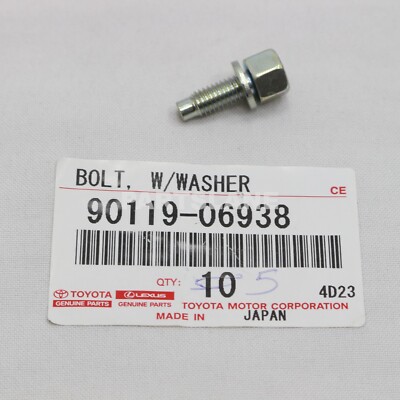 BOLT, W/WASHER
CE
90119-06938
QTY: 10 5
4D23
TOYOTA GENUINE PARTS
LEXUS GENUINE PARTS
TOYOTA MOTOR CORPORATION
MADE IN JAPAN